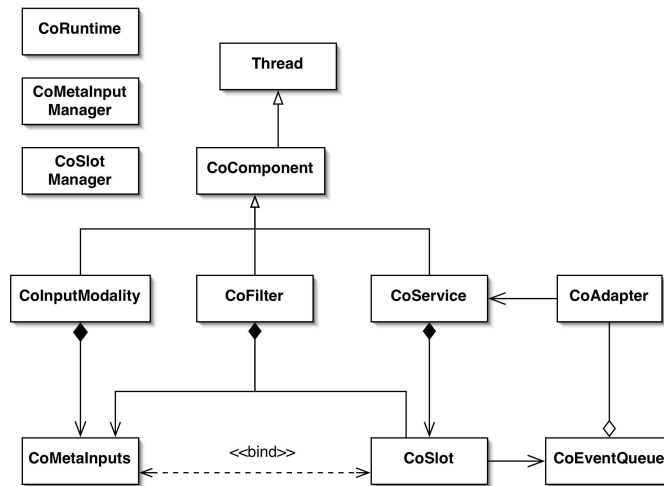 CoRuntime
Thread
CoMetaInput
Manager
CoSlot
Manager
CoComponent
CoInputModality
CoFilter
CoService
CoAdapter
<<bind>>
CoMetaInputs
CoSlot
CoEventQueue